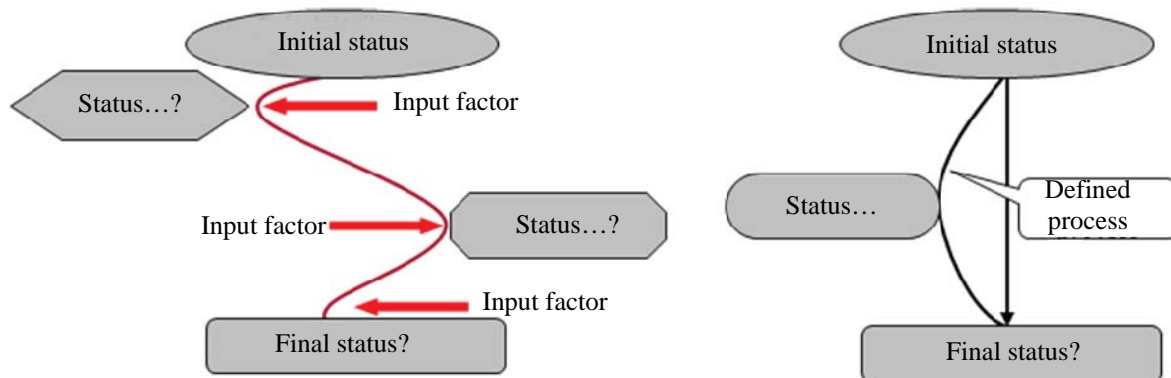 Initial status
Status…?
Input factor
Input factor
Status…?
Input factor
Final status?
Initial status
Status…
Defined
process
Final status?